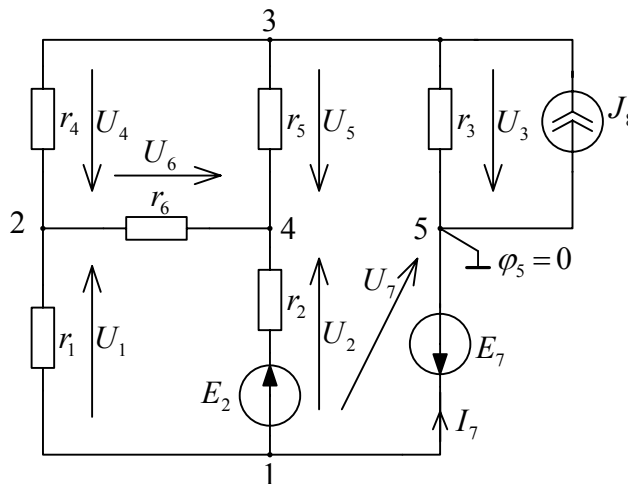 3
r₄
U₄
r₅
U₅
r₃
U₃
J₈
U₆
r₆
2
4
5
φ₅ = 0
U₇
r₁
U₁
r₂
U₂
E₂
E₇
I₇
1